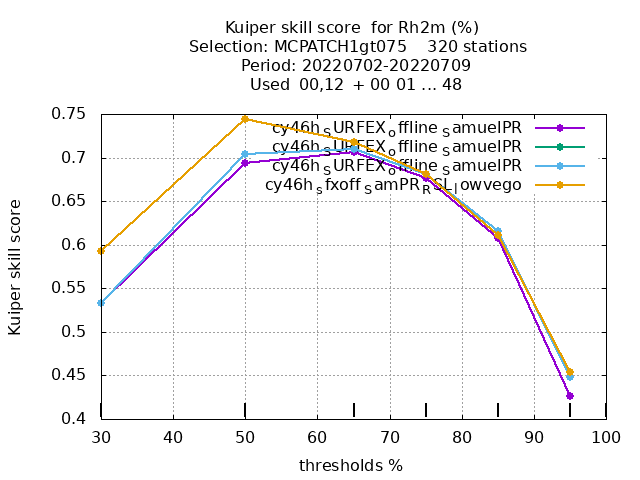 Kuiper skill score  for Rh2m (%)
Selection: MCPATCH1gt075    320 stations
Period: 20220702-20220709
Used  00,12  + 00 01 ... 48
0.75
0.7
0.65
0.6
0.55
0.5
0.45
0.4
Kuiper skill score
cy46h_sURFEX_offline_samuelPR
cy46h_sURFEX_offline_samuelPR
cy46h_sURFEX_offline_samuelPR
cy46h_sfxoff_samPR_RSL_lowvego
30 40 50 60 70 80 90 100
thresholds %